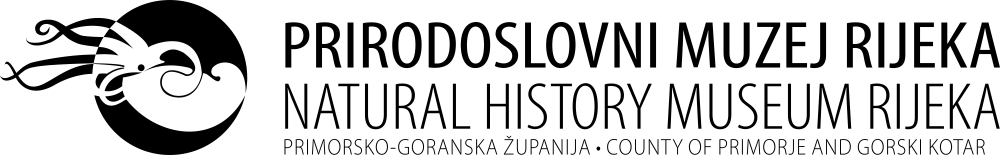 PRIRODOSLOVNI MUZEJ RIJEKA
NATURAL HISTORY MUSEUM RIJEKA
PRIMORSKO-GORANSKA ŽUPANIJA • COUNTY OF PRIMORJE AND GORSKI KOTAR